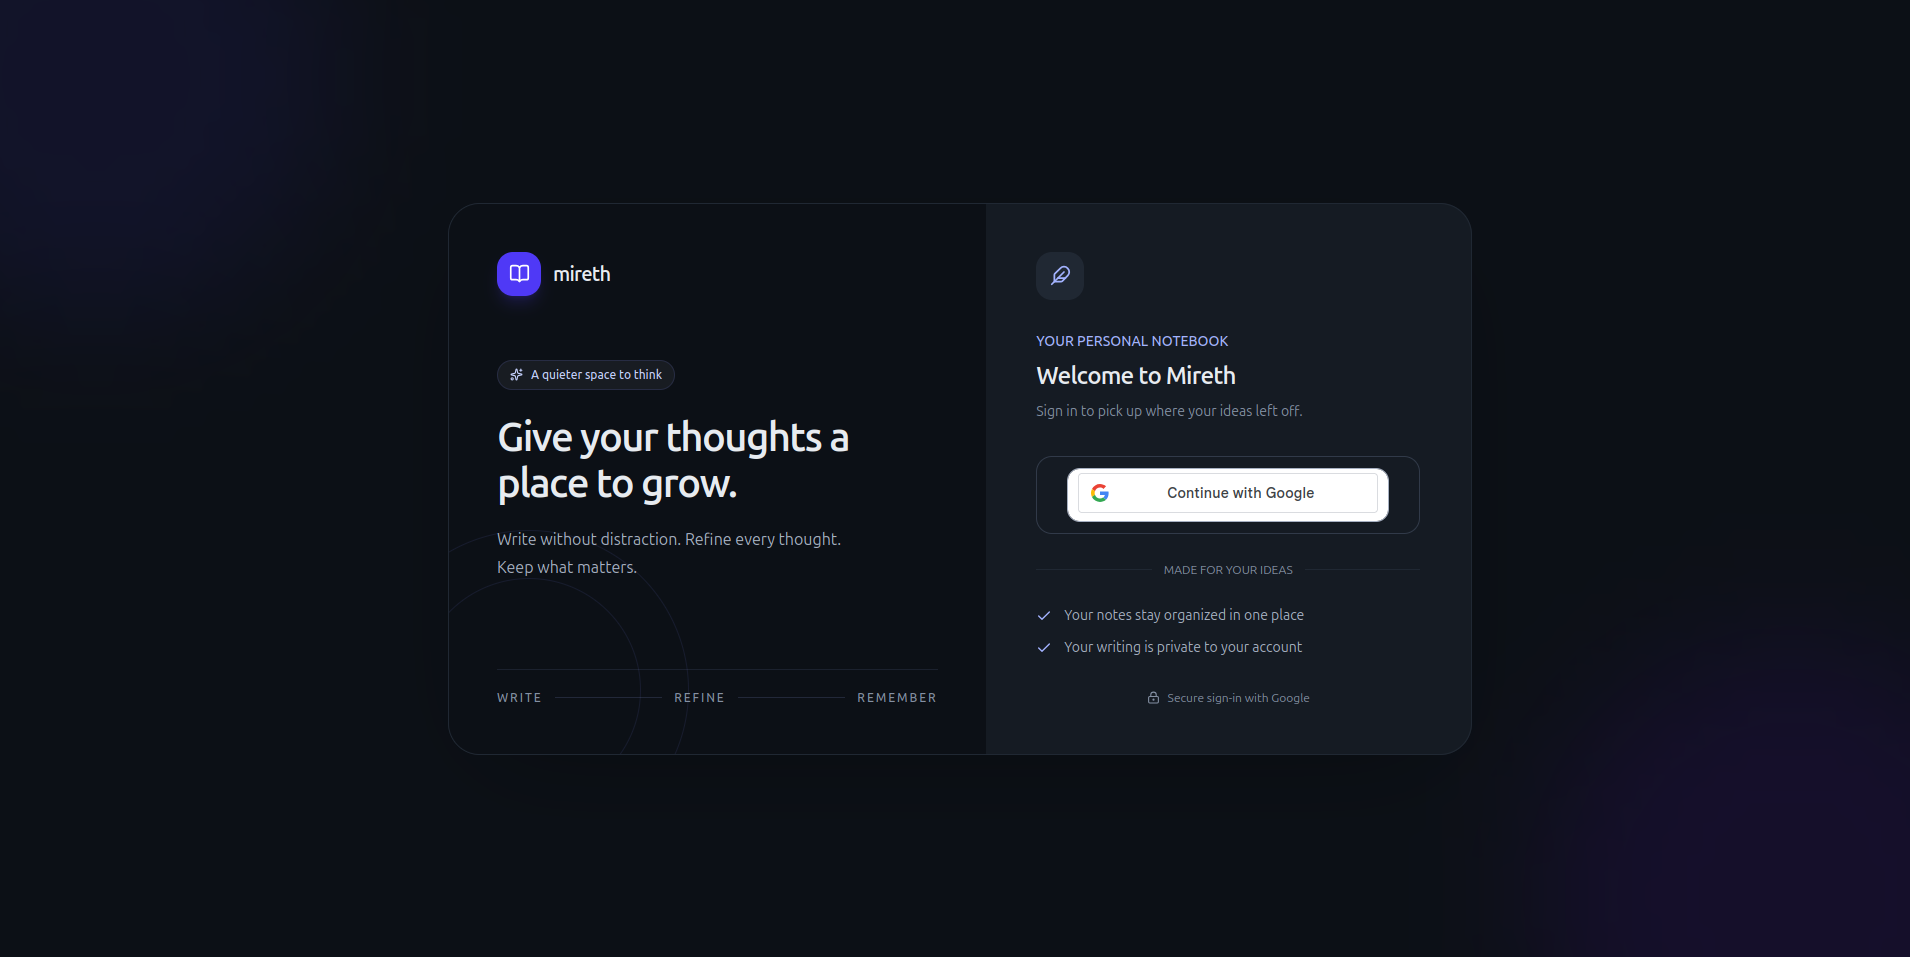 mireth
A quieter space to think
Give your thoughts a
place to grow.
Write without distraction. Refine every thought.
Keep what matters.
WRITE REFINE REMEMBER
YOUR PERSONAL NOTEBOOK
Welcome to Mireth
Sign in to pick up where your ideas left off.
Continue with Google
MADE FOR YOUR IDEAS
Your notes stay organized in one place
Your writing is private to your account
Secure sign-in with Google